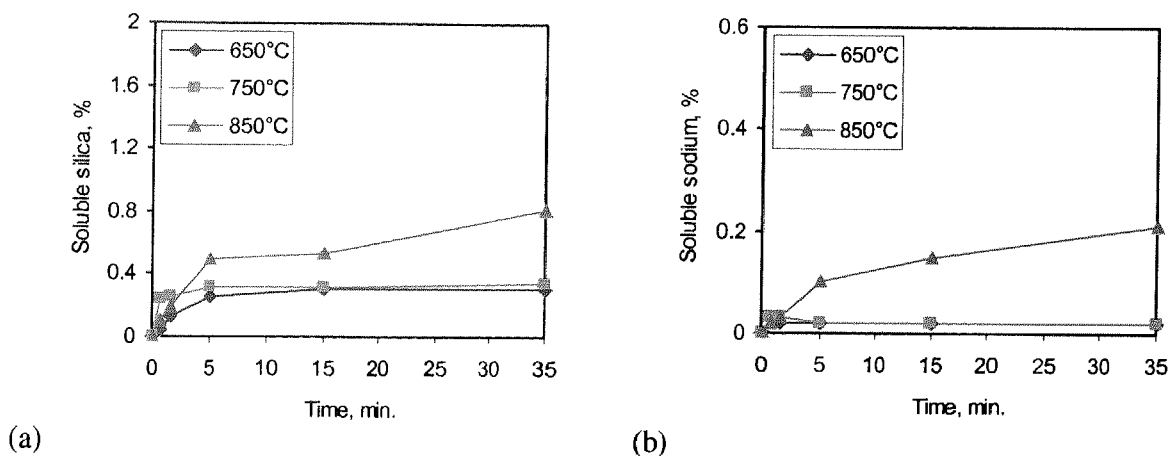 2
1.6
1.2
0.8
0.4
0
Soluble silica, %
650°C
750°C
850°C
0 5 10 15 20 25 30 35
Time, min.
(a)
0.6
0.4
0.2
0
Soluble sodium, %
650°C
750°C
850°C
0 5 10 15 20 25 30 35
Time, min.
(b)